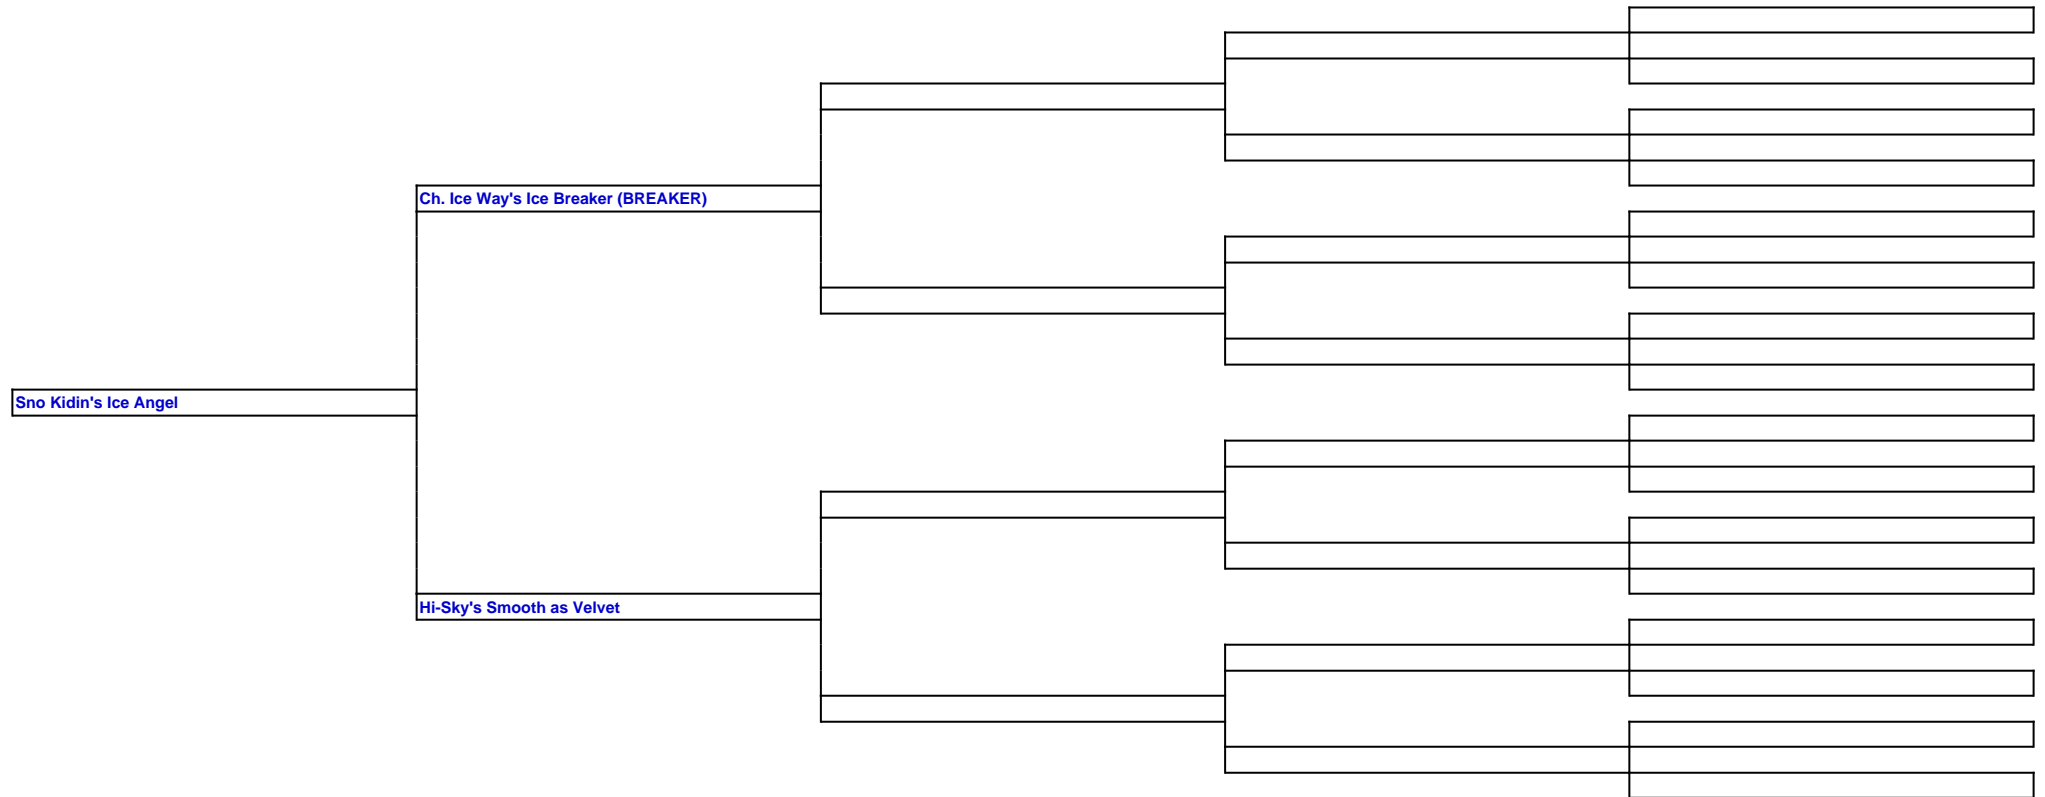 Ch. Ice Way's Ice Breaker (BREAKER)
Sno Kidin's Ice Angel
Hi-Sky's Smooth as Velvet